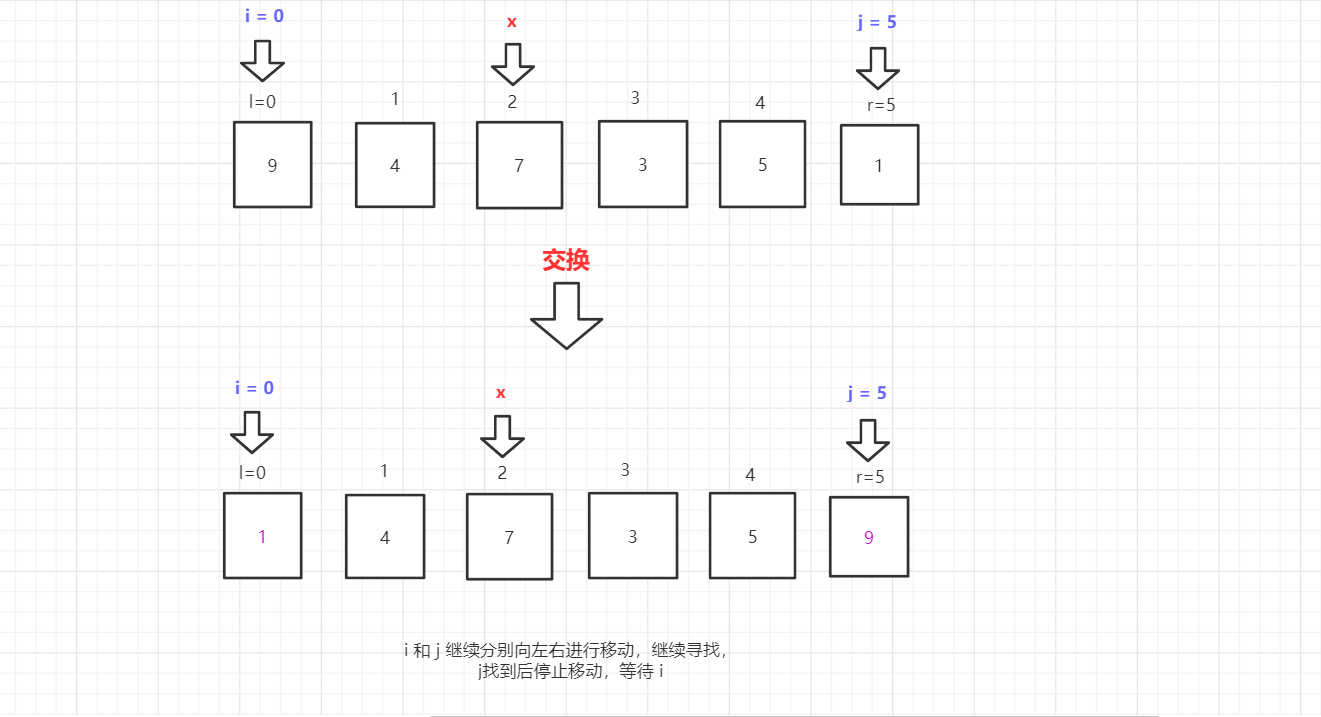 i = 0 x j = 5
l=0 1 2 3 4 r=5
9 4 7 3 5 1
交换
i = 0 x j = 5
l=0 1 2 3 4 r=5
1 4 7 3 5 9
i 和 j 继续分别向左右进行移动，继续寻找，
j找到后停止移动，等待 i